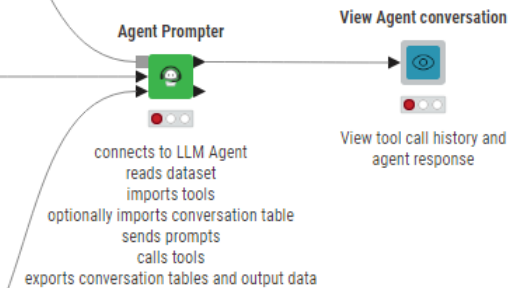 Agent Prompter
View Agent conversation
connects to LLM Agent
reads dataset
imports tools
optionally imports conversation table
sends prompts
calls tools
exports conversation tables and output data
View tool call history and
agent response